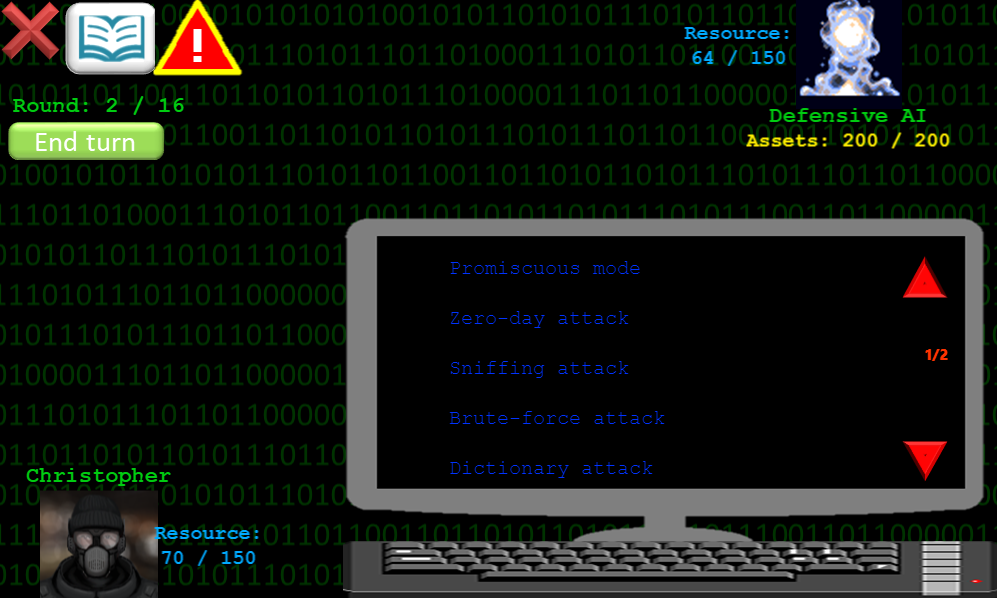 !
Resource:
64 / 150
Round: 2 / 16
End turn
Defensive AI
Assets: 200 / 200
Promiscuous mode
Zero-day attack
1/2
Sniffing attack
Brute-force attack
Dictionary attack
Christopher
Resource:
70 / 150